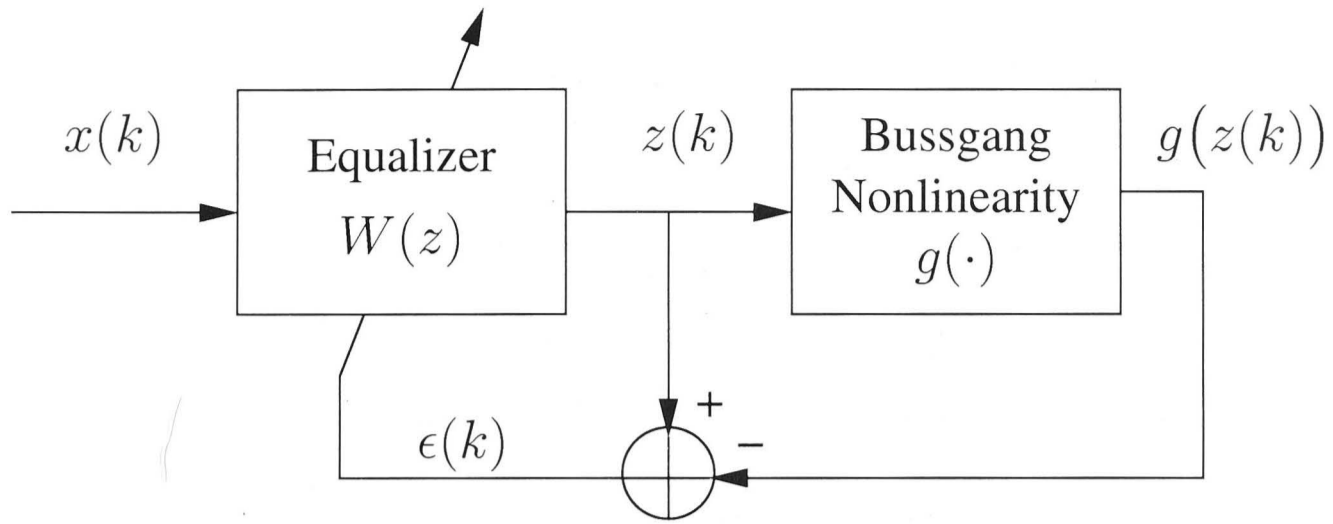 x(k)
Equalizer
W(z)
z(k)
Bussgang
Nonlinearity
g(·)
g(z(k))
+
−
ϵ(k)